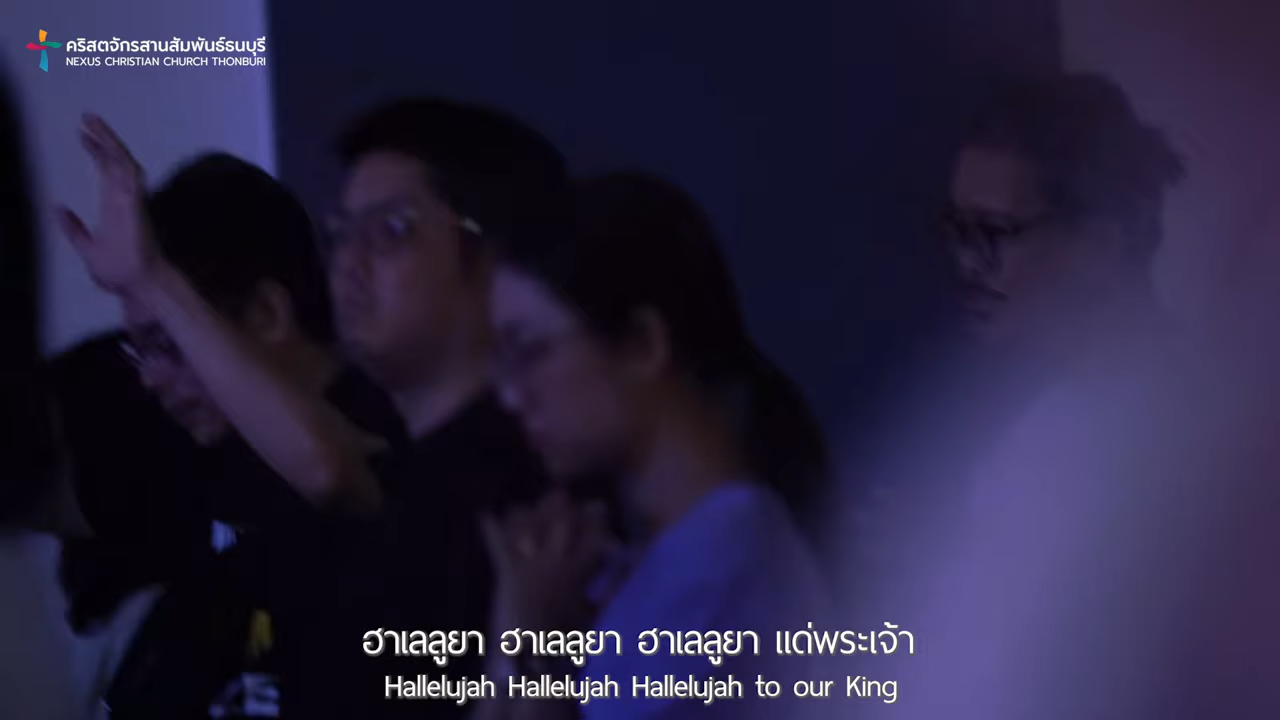 คริสตจักรสานสัมพันธ์ธนบุรี
NEXUS CHRISTIAN CHURCH THONBURI
ฮาเลลูยา ฮาเลลูยา ฮาเลลูยา แด่พระเจ้า
Hallelujah Hallelujah Hallelujah to our King